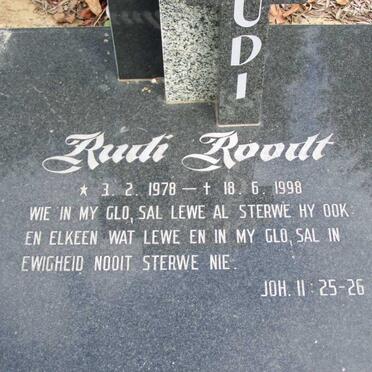 UDI
Rudi Roodt
★ 3. 2. 1978 — † 18. 6. 1998
WIE IN MY GLO, SAL LEWE AL STERWE HY OOK.
EN ELKEEN WAT LEWE EN IN MY GLO, SAL IN
EWIGHEID NOOIT STERWE NIE.
JOH. 11 : 25-26